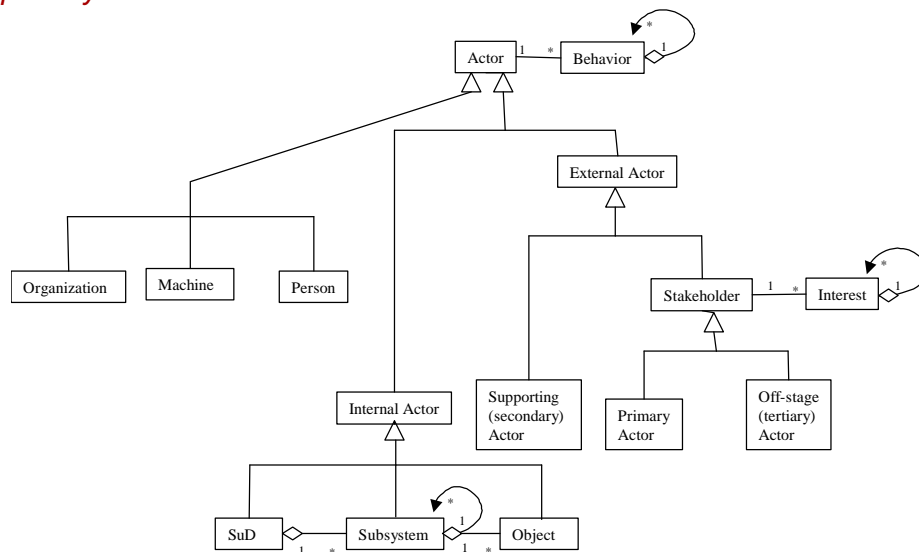 Actor
1
*
Behavior
*
1
External Actor
Organization
Machine
Person
Stakeholder
1
*
Interest
*
1
Internal Actor
Supporting
(secondary)
Actor
Primary
Actor
Off-stage
(tertiary)
Actor
SuD
1
*
Subsystem
*
1
1
*
Object